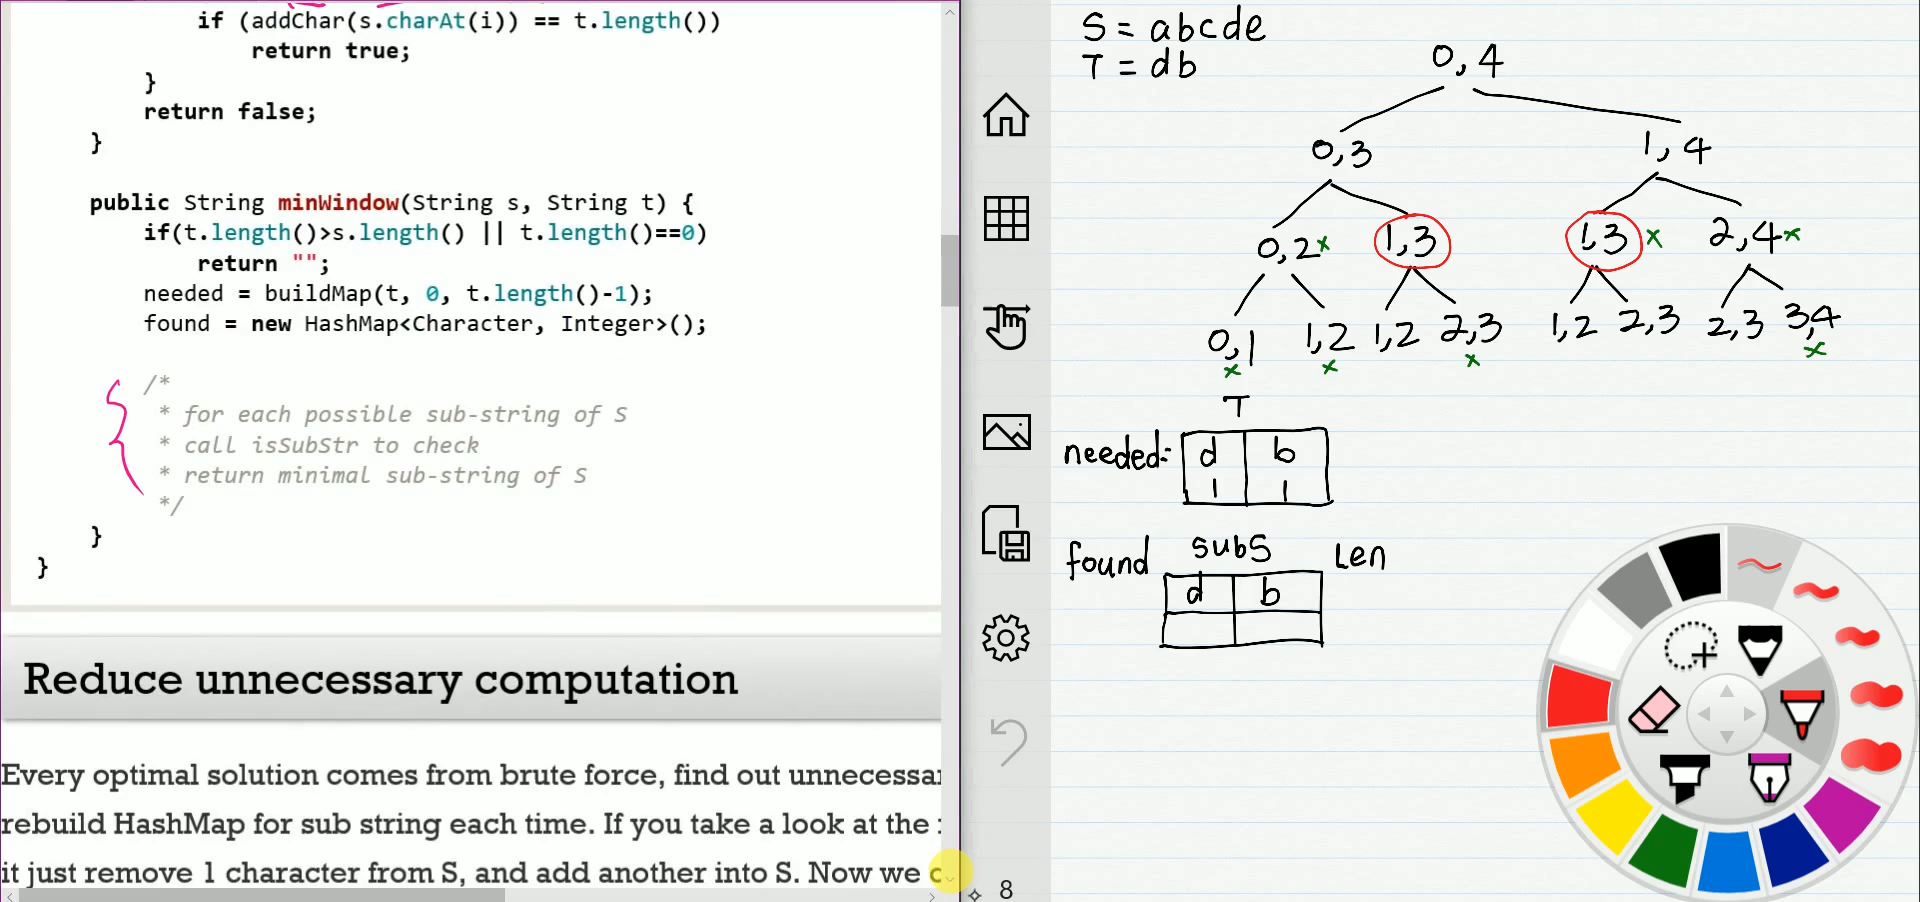 if (addChar(s.charAt(i)) == t.length())
return true;
}
return false;
}
public String minWindow(String s, String t) {
if(t.length()>s.length() || t.length()==0)
return "";
needed = buildMap(t, 0, t.length()-1);
found = new HashMap<Character, Integer>();
/*
* for each possible sub-string of S
* call isSubStr to check
* return minimal sub-string of S
*/
}
}
Reduce unnecessary computation
Every optimal solution comes from brute force, find out
rebuild HashMap for sub string each time. If you take a look at the
it just remove 1 character from S, and add another into S. Now we
8
S = abcde
T = db
0,4
0,3 1,4
0,2 x 1,3 1,3 x 2,4 x
0,1 1,2 1,2 2,3 1,2 2,3 2,3 3,4
x x x x
T
needed: d b
1 1
found subS Len
d b